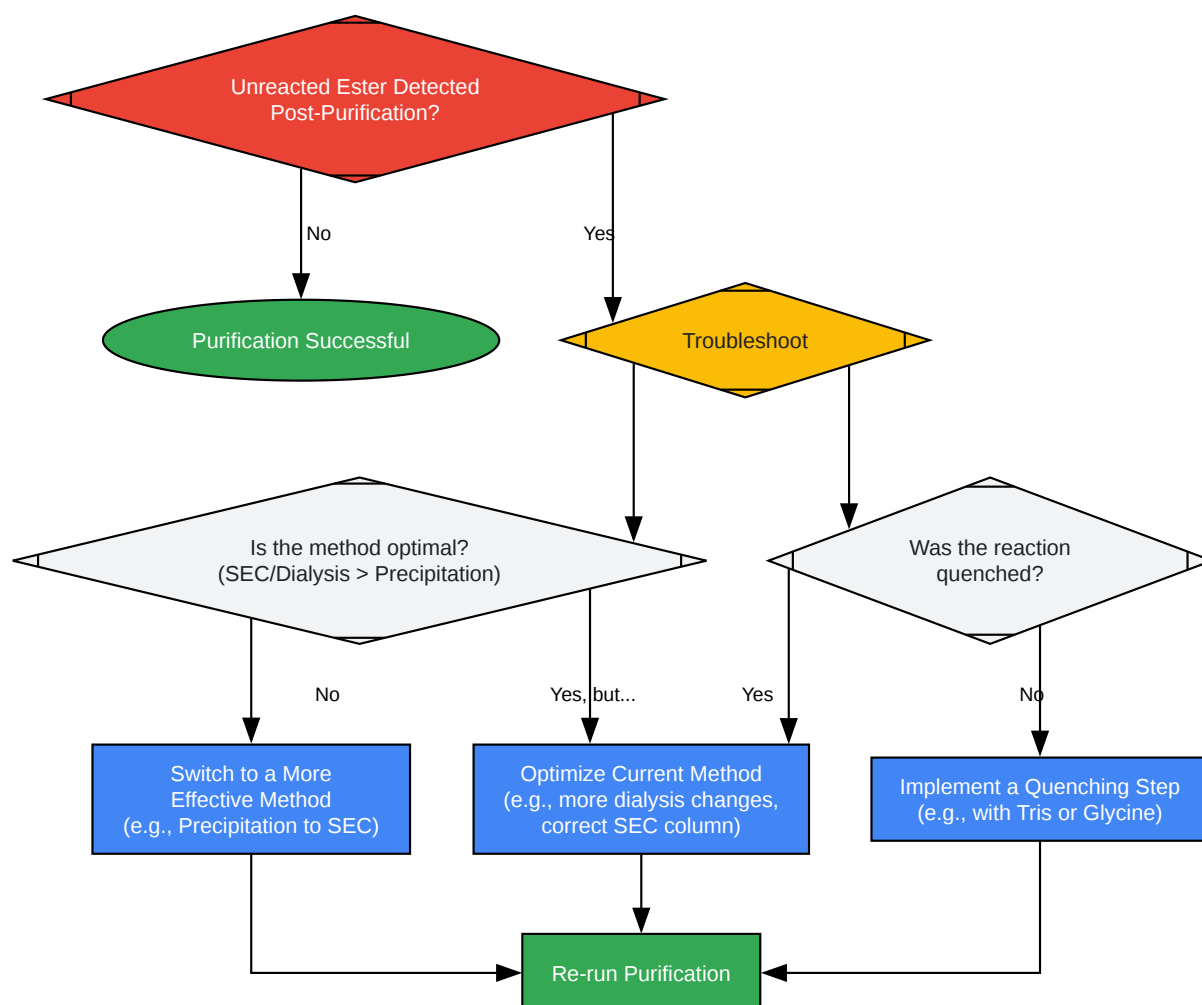 Unreacted Ester Detected
Post-Purification?
No
Yes
Purification Successful
Troubleshoot
Is the method optimal?
(SEC/Dialysis > Precipitation)
Was the reaction
quenched?
No
Yes, but...
Yes
No
Switch to a More
Effective Method
(e.g., Precipitation to SEC)
Optimize Current Method
(e.g., more dialysis changes,
correct SEC column)
Implement a Quenching Step
(e.g., with Tris or Glycine)
Re-run Purification